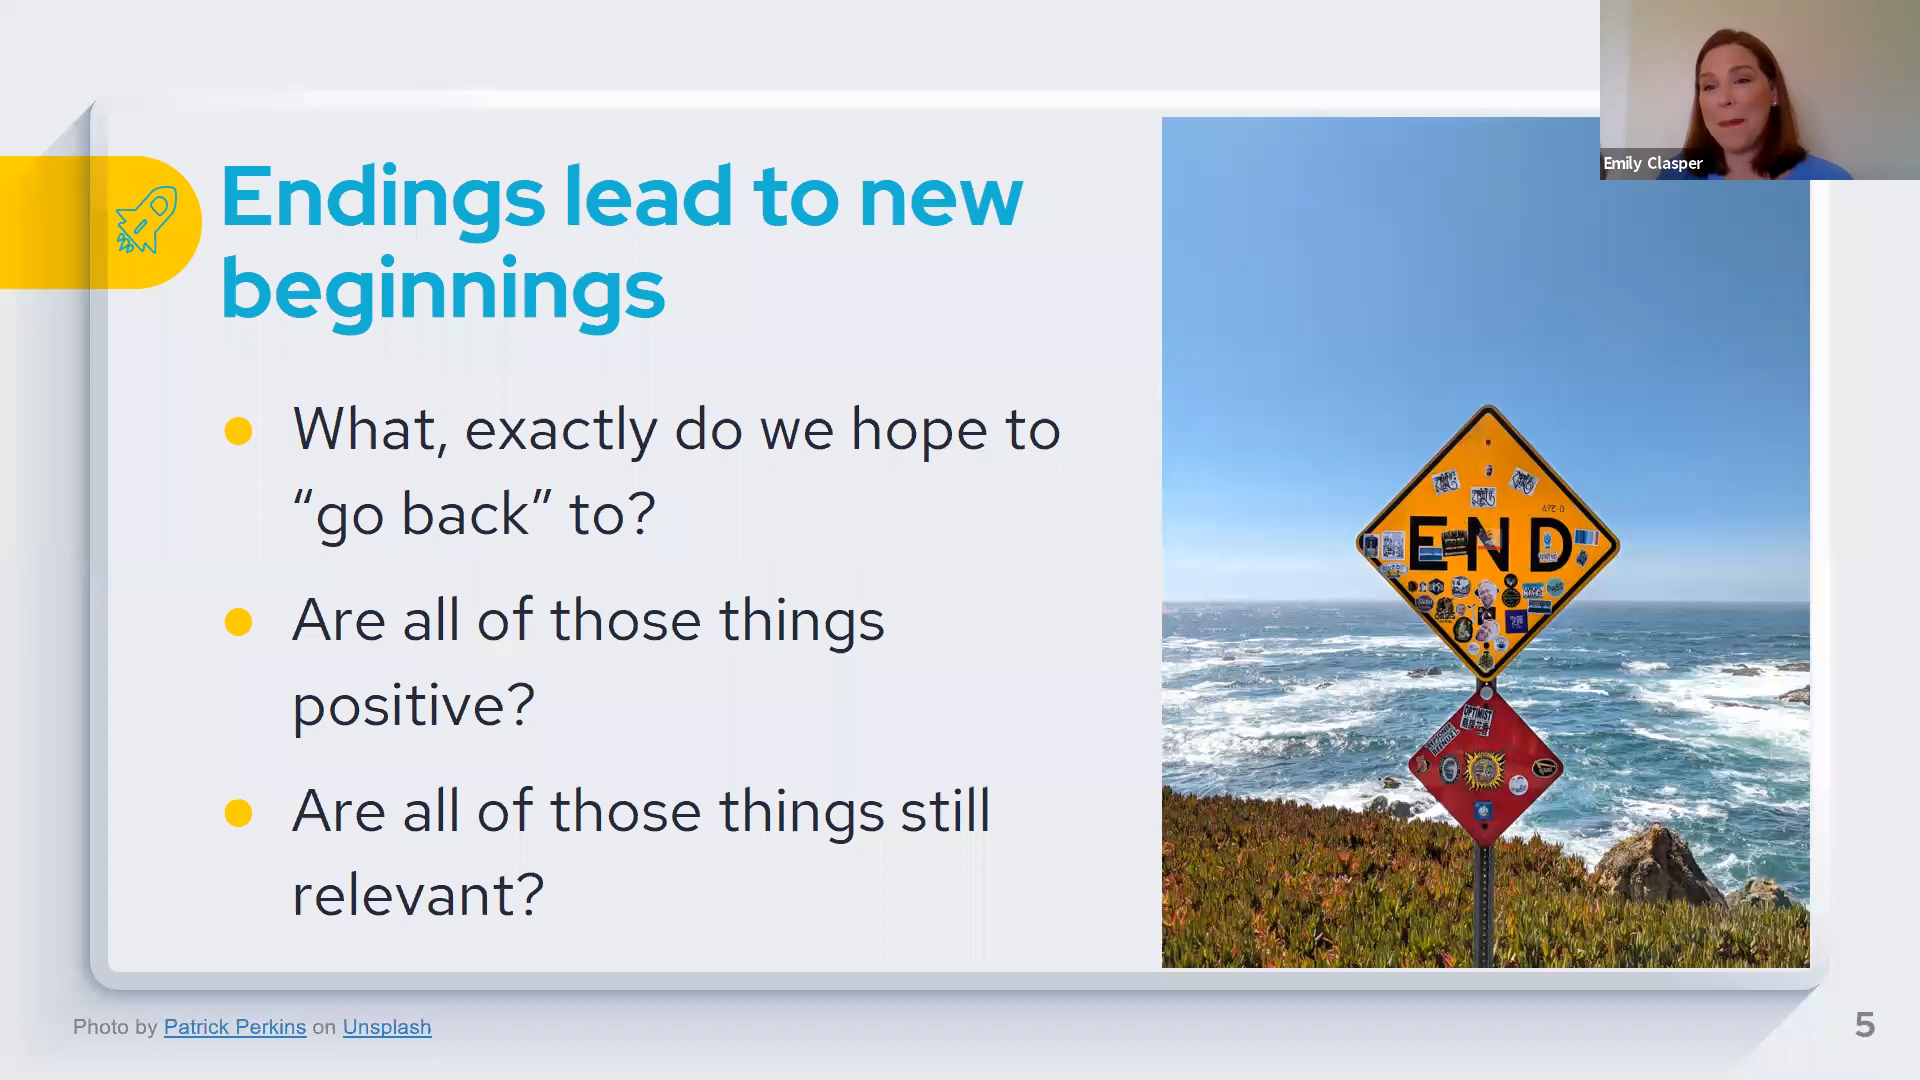 Emily Clasper
Endings lead to new
beginnings
What, exactly do we hope to
“go back” to?
Are all of those things
positive?
Are all of those things still
relevant?
END
OPTIMIST
Photo by Patrick Perkins on Unsplash
5